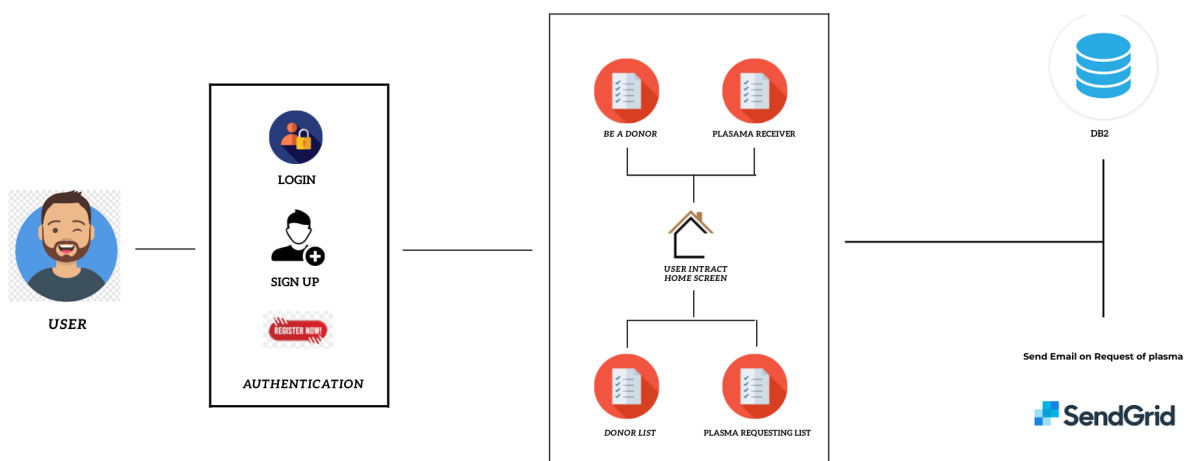 USER
LOGIN
SIGN UP
REGISTER NOW!
AUTHENTICATION
BE A DONOR
PLASAMA RECEIVER
USER INTRACT
HOME SCREEN
DONOR LIST
PLASMA REQUESTING LIST
DB2
Send Email on Request of plasma
SendGrid